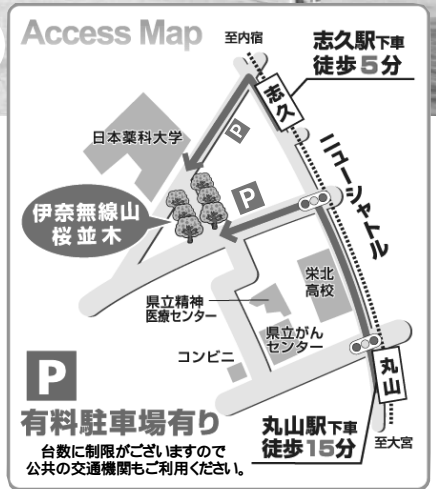 Access Map
至内宿
志久駅下車
徒歩5分
志久
P
日本薬科大学
ニューシャトル
P
伊奈無線山
桜並木
栄北
高校
県立精神
医療センター
県立がん
センター
コンビニ
丸山
P
有料駐車場有り
台数に制限がございますので
公共の交通機関もご利用ください。
丸山駅下車
徒歩15分
至大宮